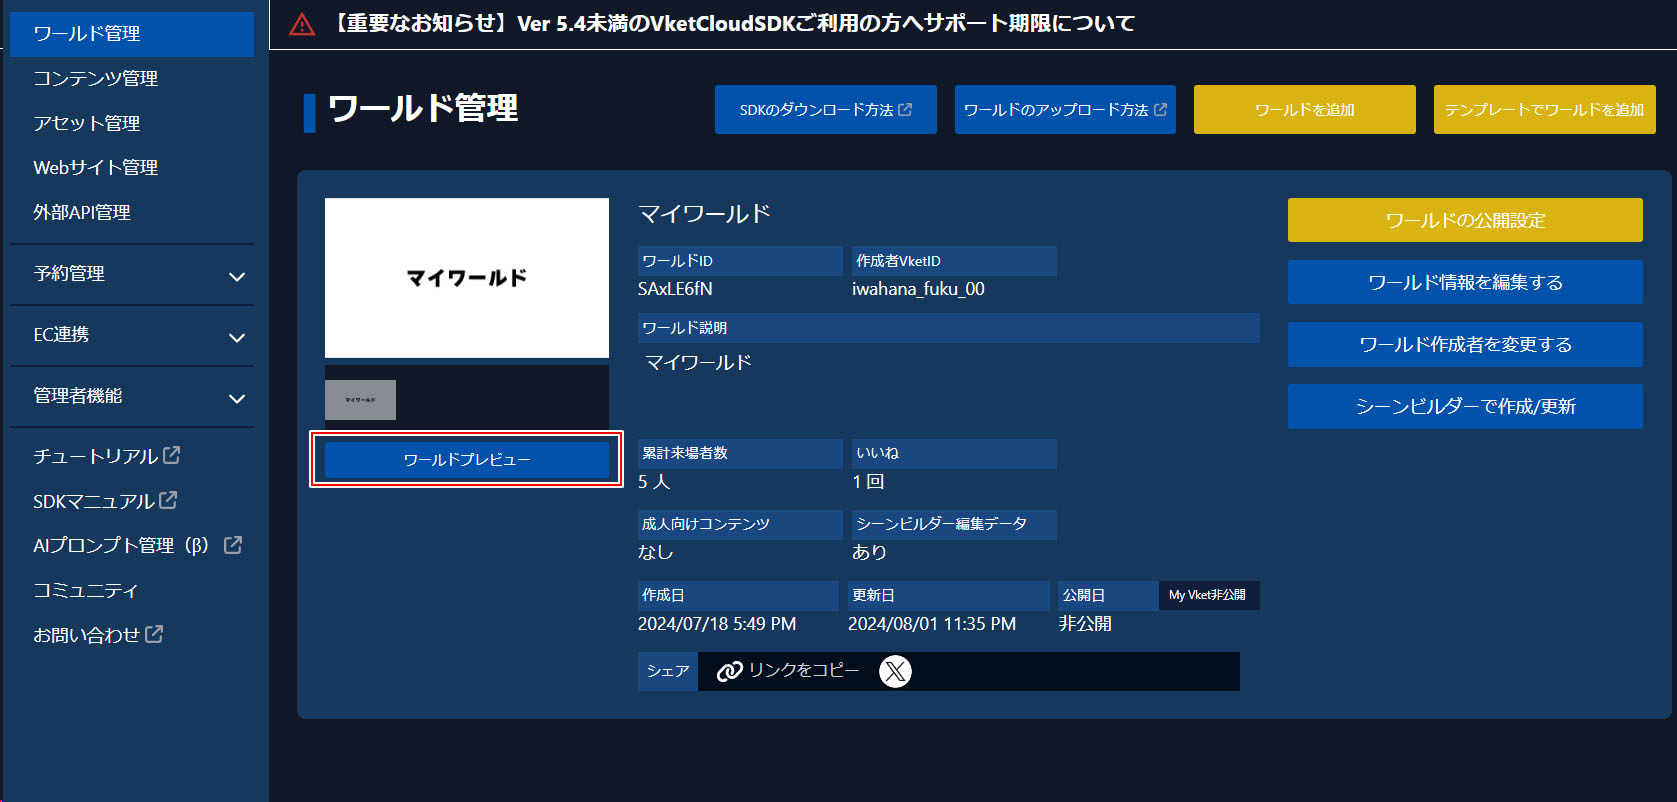 ワールド管理
コンテンツ管理
アセット管理
Webサイト管理
外部API管理
予約管理
EC連携
管理者機能
チュートリアル
SDKマニュアル
AIプロンプト管理（β）
コミュニティ
お問い合わせ
【重要なお知らせ】Ver 5.4未満のVketCloudSDKご利用の方へサポート期限について
ワールド管理
SDKのダウンロード方法
ワールドのアップロード方法
ワールドを追加
テンプレートでワールドを追加
マイワールド
マイワールド
ワールドプレビュー
マイワールド
ワールドID
作成者VketID
SAxLE6fN
iwahana_fuku_00
ワールド説明
マイワールド
累計来場者数
いいね
5 人
1 回
成人向けコンテンツ
シーンビルダー編集データ
なし
あり
作成日
更新日
公開日
My Vket非公開
2024/07/18 5:49 PM
2024/08/01 11:35 PM
非公開
シェア
リンクをコピー
ワールドの公開設定
ワールド情報を編集する
ワールド作成者を変更する
シーンビルダーで作成/更新